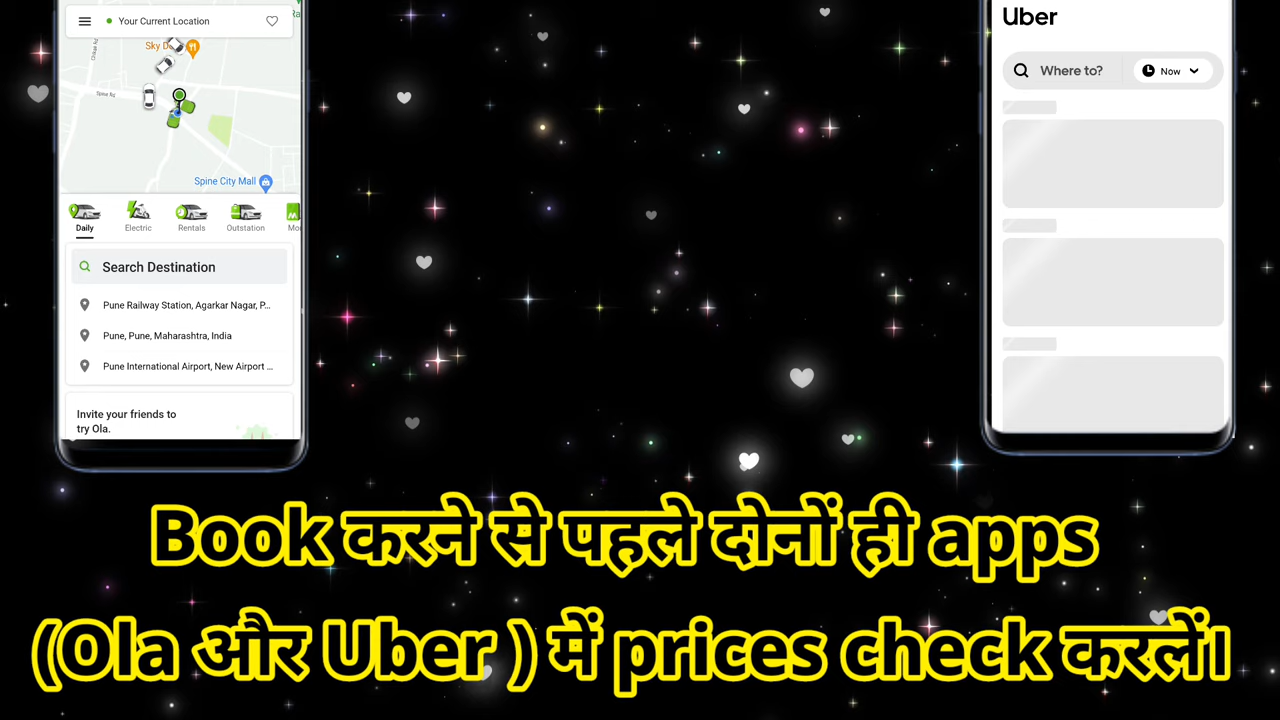 Your Current Location
Spine Rd
Spine City Mall
Daily
Electric
Rentals
Outstation
Search Destination
Pune Railway Station, Agarkar Nagar, P...
Pune, Pune, Maharashtra, India
Pune International Airport, New Airport ...
Invite your friends to
try Ola.
Uber
Where to?
Now
Book करने से पहले दोनों ही apps
(Ola और Uber ) में prices check करलें।